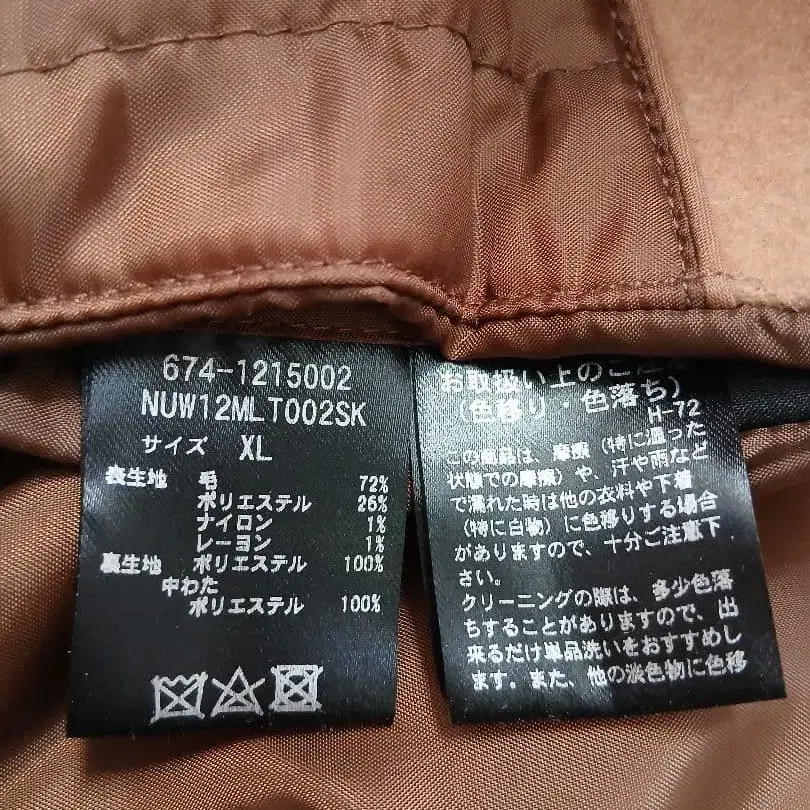 674-1215002
NUW12MLT002SK
サイズ XL
表生地 毛 72%
ポリエステル 26%
ナイロン 1%
レーヨン 1%
裏生地 ポリエステル 100%
中わた
ポリエステル 100%
お取扱い上のご注意
(色移り・色落ち)
H-72
この商品は、摩擦(特に湿った
状態での摩擦)や、汗や雨など
で濡れた時は他の衣料や下着
(特に白物)に色移りする場合
がありますので、十分ご注意下
さい。
クリーニングの際は、多少色落
ちすることがありますので、出
来るだけ単品洗いをおすすめし
ます。また、他の淡色物に色移